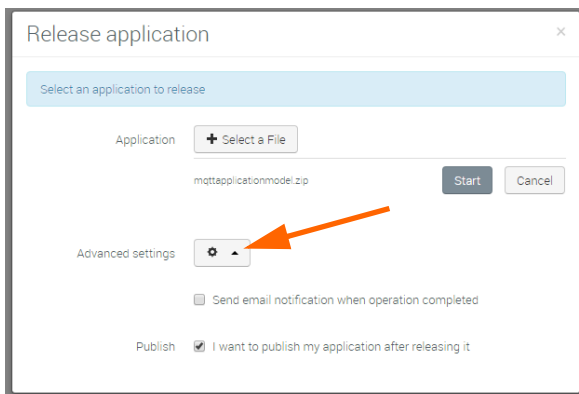 Release application
×
Select an application to release
Application
+ Select a File
mqttapplicationmodel.zip
Start Cancel
Advanced settings
Send email notification when operation completed
Publish I want to publish my application after releasing it